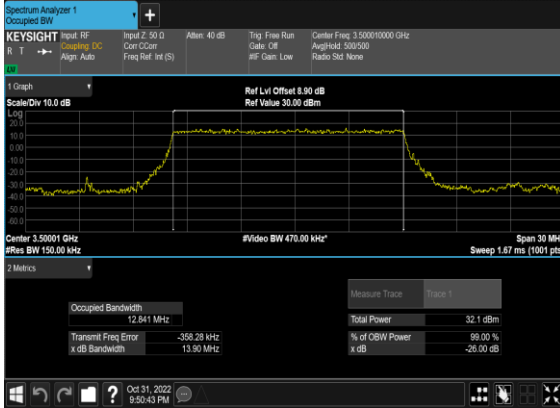 Spectrum Analyzer 1
Occupied BW
+
KEYSIGHT
R T
LXI
Input: RF
Coupling: DC
Align: Auto
Input Z: 50 Ω
Corr CCorr
Freq Ref: Int (S)
Atten: 40 dB
Trig: Free Run
Gate: Off
#IF Gain: Low
Center Freq: 3.500010000 GHz
Avg|Hold: 500/500
Radio Std: None
1 Graph
Scale/Div 10.0 dB
Ref Lvl Offset 8.90 dB
Ref Value 30.00 dBm
Log
20.0
10.0
0.00
-10.0
-20.0
-30.0
-40.0
-50.0
-60.0
Center 3.50001 GHz
#Res BW 150.00 kHz
#Video BW 470.00 kHz*
Span 30 MH
Sweep 1.67 ms (1001 pts
2 Metrics
Measure Trace
Trace 1
Occupied Bandwidth
12.841 MHz
Total Power
32.1 dBm
Transmit Freq Error
-358.28 kHz
% of OBW Power
99.00 %
x dB Bandwidth
13.90 MHz
x dB
-26.00 dB
?
Oct 31, 2022
9:50:43 PM